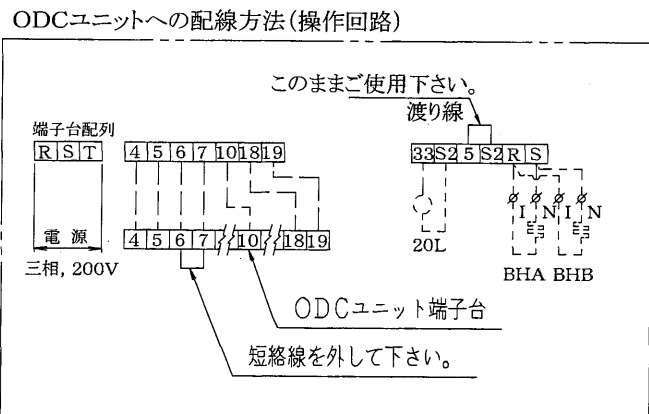 ODCユニットへの配線方法(操作回路)
このままご使用下さい。
渡り線
端子台配列
R S T
4 5 6 7 10 18 19
33 S2 5 S2 R S
I N I N
電源
4 5 6 7 10 18 19
20L
三相, 200V
BHA BHB
ODCユニット端子台
短絡線を外して下さい。